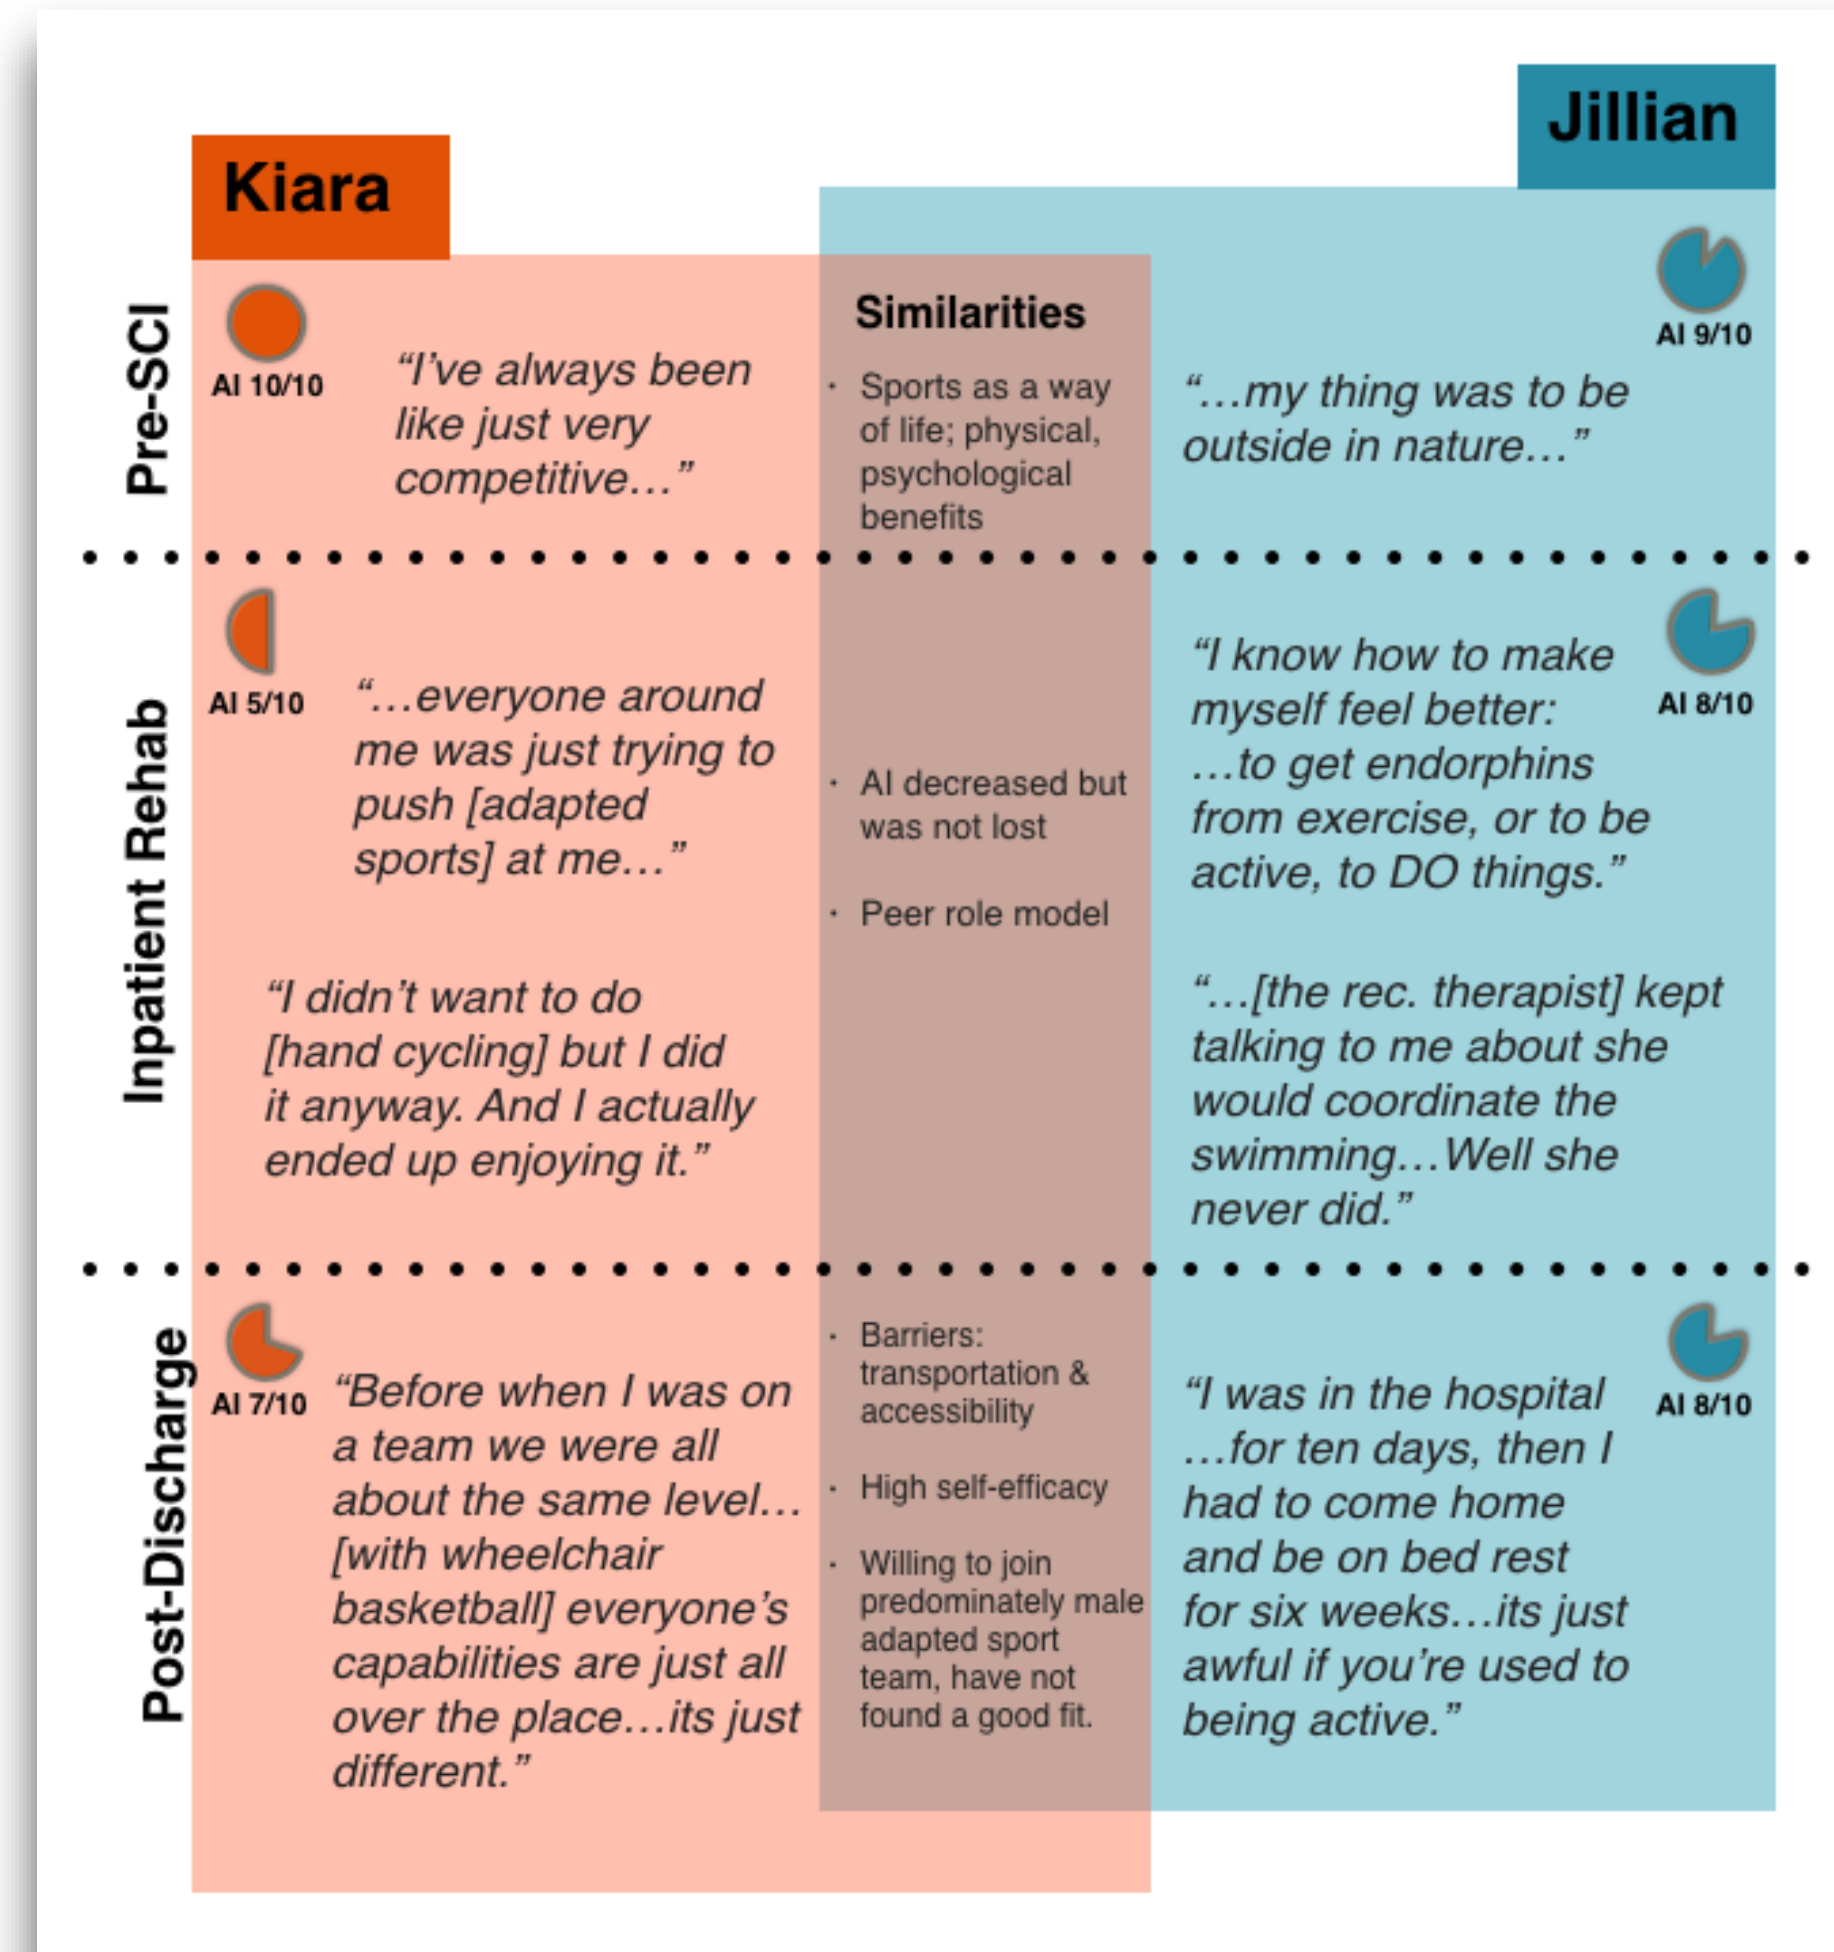 Jillian
Kiara
Pre-SCI
AI 10/10
“I’ve always been
like just very
competitive…”
Similarities
· Sports as a way
of life; physical,
psychological
benefits
AI 9/10
“…my thing was to be
outside in nature…”
Inpatient Rehab
AI 5/10
“…everyone around
me was just trying to
push [adapted
sports] at me…”
“I didn’t want to do
[hand cycling] but I did
it anyway. And I actually
ended up enjoying it.”
· AI decreased but
was not lost
· Peer role model
“I know how to make
myself feel better:
…to get endorphins
from exercise, or to be
active, to DO things.”
AI 8/10
“…[the rec. therapist] kept
talking to me about she
would coordinate the
swimming…Well she
never did.”
Post-Discharge
AI 7/10
“Before when I was on
a team we were all
about the same level…
[with wheelchair
basketball] everyone’s
capabilities are just all
over the place…its just
different.”
· Barriers:
transportation &
accessibility
· High self-efficacy
· Willing to join
predominately male
adapted sport
team, have not
found a good fit.
AI 8/10
“I was in the hospital
…for ten days, then I
had to come home
and be on bed rest
for six weeks…its just
awful if you’re used to
being active.”